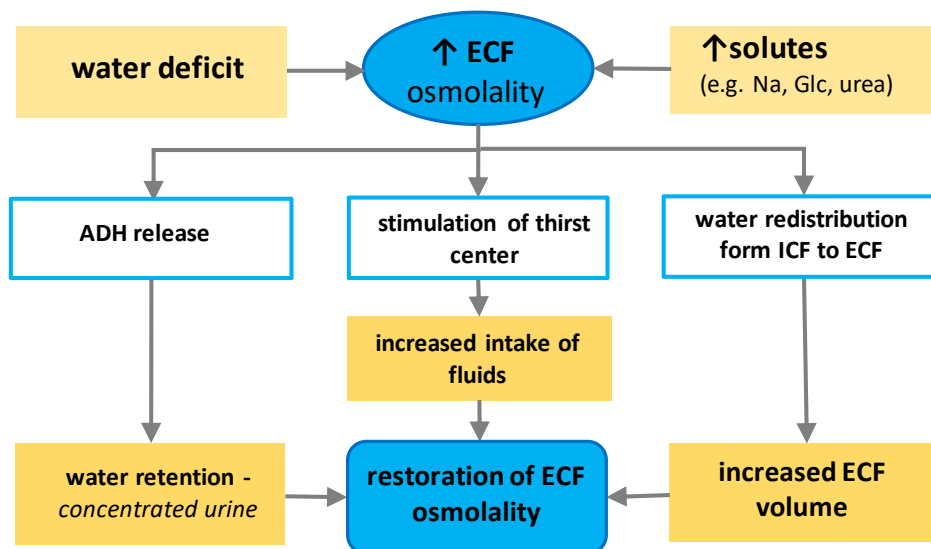 water deficit
↑ ECF
osmolality
↑solutes
(e.g. Na, Glc, urea)
ADH release
stimulation of thirst
center
water redistribution
form ICF to ECF
increased intake of
fluids
water retention -
concentrated urine
restoration of ECF
osmolality
increased ECF
volume